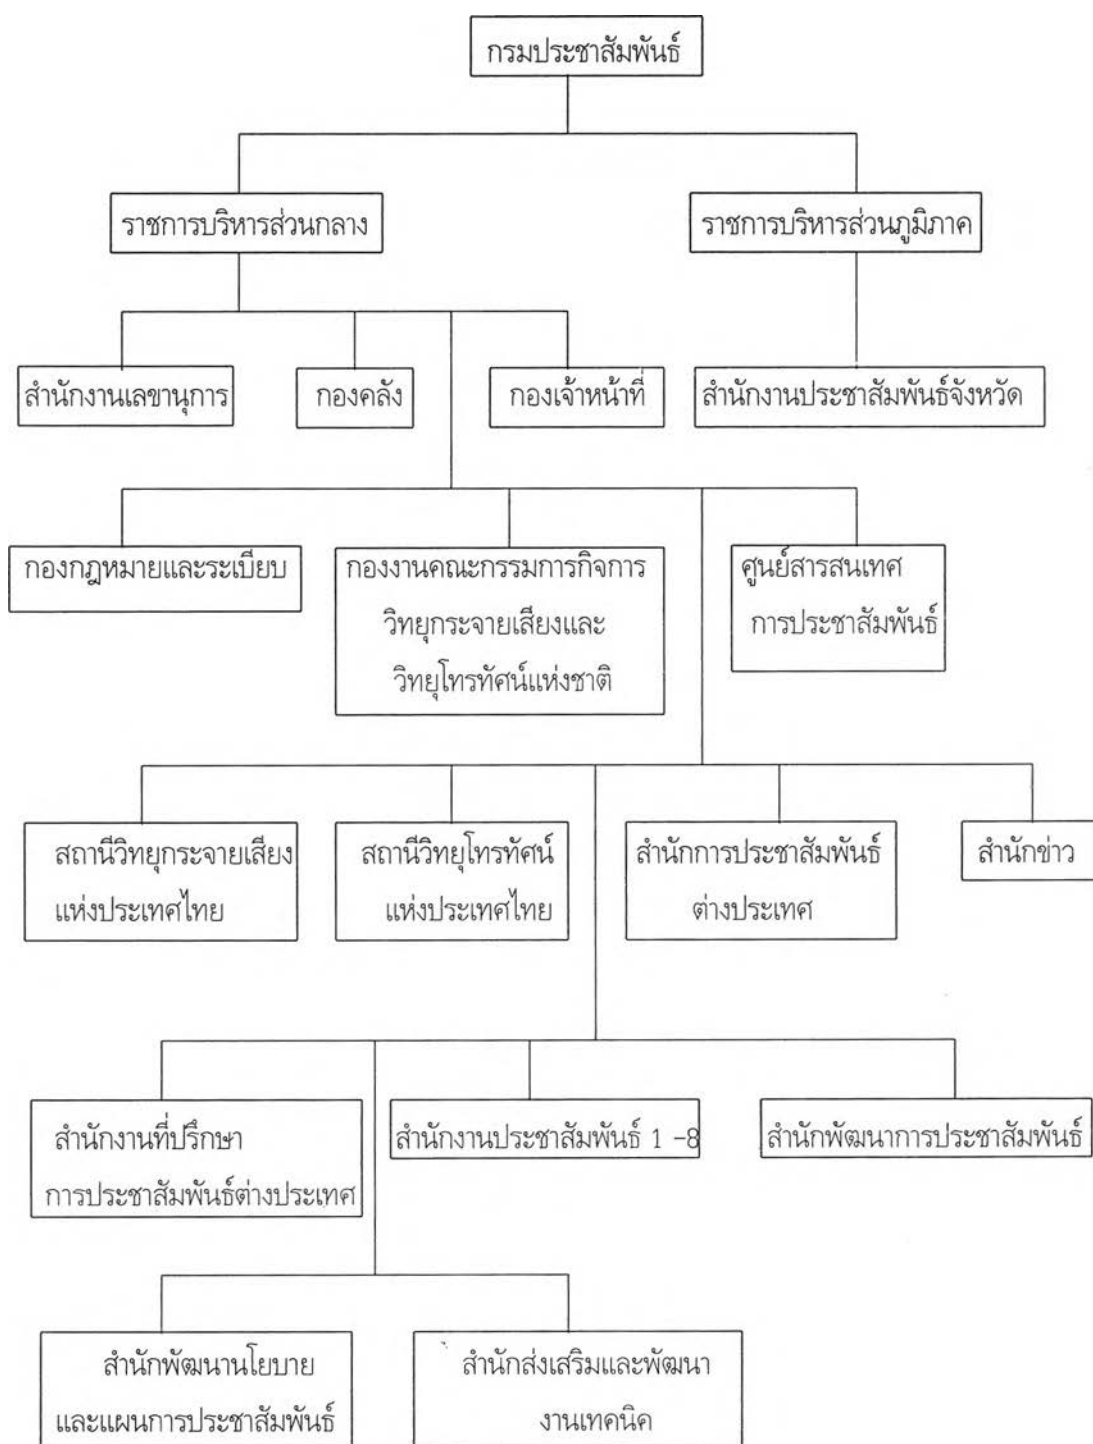 กรมประชาสัมพันธ์
ราชการบริหารส่วนกลาง
ราชการบริหารส่วนภูมิภาค
สำนักงานเลขานุการ
กองคลัง
กองเจ้าหน้าที่
สำนักงานประชาสัมพันธ์จังหวัด
กองกฎหมายและระเบียบ
กองงานคณะกรรมการกิจการ
วิทยุกระจายเสียงและ
วิทยุโทรทัศน์แห่งชาติ
ศูนย์สารสนเทศ
การประชาสัมพันธ์
สถานีวิทยุกระจายเสียง
แห่งประเทศไทย
สถานีวิทยุโทรทัศน์
แห่งประเทศไทย
สำนักการประชาสัมพันธ์
ต่างประเทศ
สำนักข่าว
สำนักงานที่ปรึกษา
การประชาสัมพันธ์ต่างประเทศ
สำนักงานประชาสัมพันธ์ 1 -8
สำนักพัฒนาการประชาสัมพันธ์
สำนักพัฒนานโยบาย
และแผนการประชาสัมพันธ์
สำนักส่งเสริมและพัฒนา
งานเทคนิค